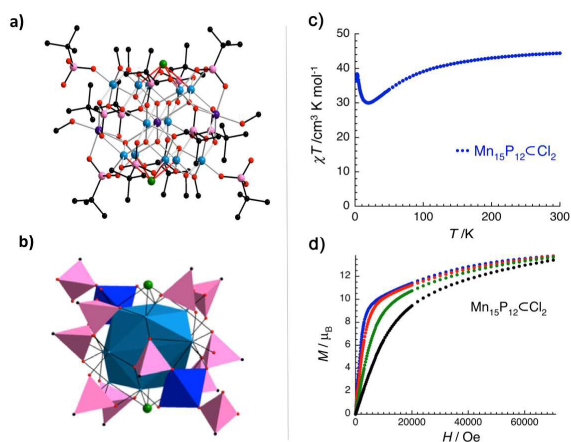 a)
b)
c)
50
40
30
20
10
0
χT /cm³ K mol⁻¹
Mn₁₅P₁₂⊂Cl₂
0
100
200
300
T /K
d)
12
10
8
6
4
2
0
M / μ_B
Mn₁₅P₁₂⊂Cl₂
0
20000
40000
60000
H / Oe